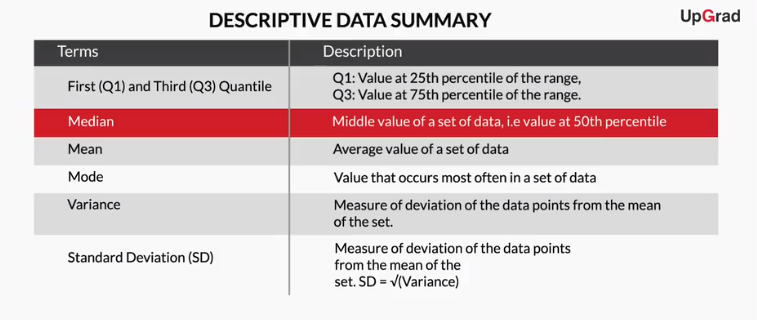 DESCRIPTIVE DATA SUMMARY
UpGrad
Terms
Description
First (Q1) and Third (Q3) Quantile
Q1: Value at 25th percentile of the range,
Q3: Value at 75th percentile of the range.
Median
Middle value of a set of data, i.e value at 50th percentile
Mean
Average value of a set of data
Mode
Value that occurs most often in a set of data
Variance
Measure of deviation of the data points from the mean
of the set.
Standard Deviation (SD)
Measure of deviation of the data points
from the mean of the
set. SD = √(Variance)